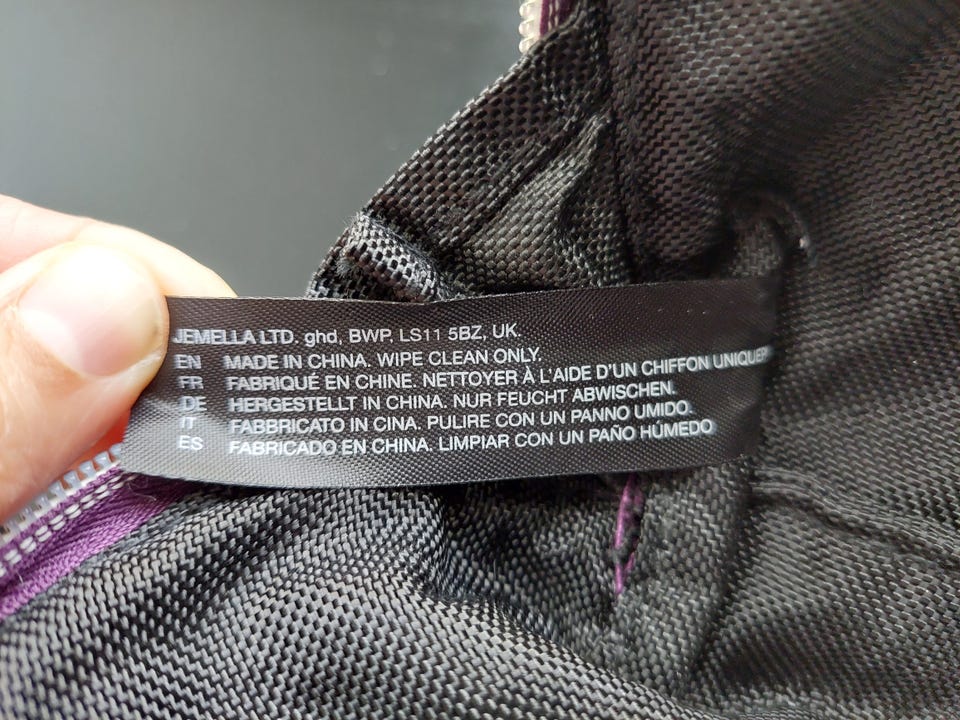 JEMELLA LTD. ghd, BWP, LS11 5BZ, UK.
EN MADE IN CHINA. WIPE CLEAN ONLY.
FR FABRIQUÉ EN CHINE. NETTOYER À L'AIDE D'UN CHIFFON UNIQUE
DE HERGESTELLT IN CHINA. NUR FEUCHT ABWISCHEN.
IT FABBRICATO IN CINA. PULIRE CON UN PANNO UMIDO.
ES FABRICADO EN CHINA. LIMPIAR CON UN PAÑO HÚMEDO